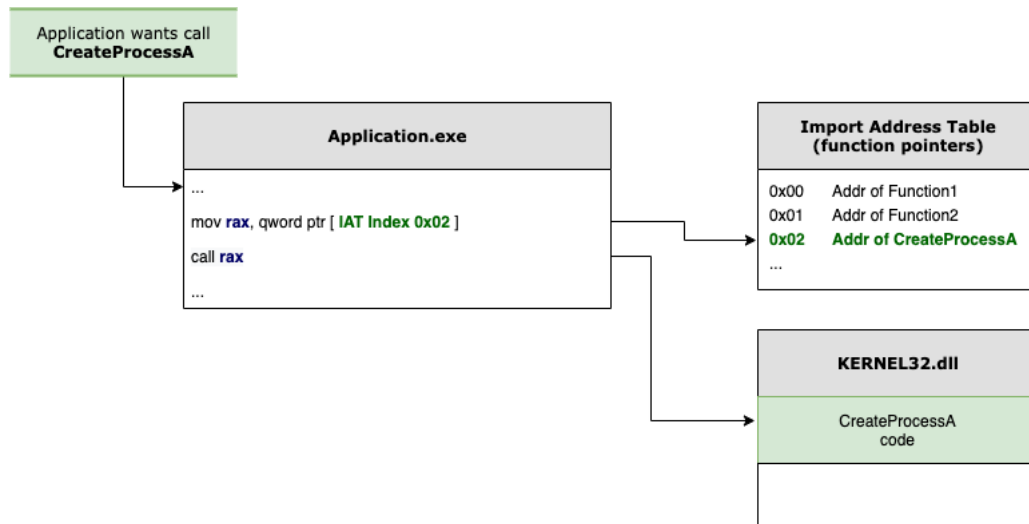 Application wants call
CreateProcessA
Application.exe
...
mov rax, qword ptr [ IAT Index 0x02 ]
call rax
...
Import Address Table
(function pointers)
0x00 Addr of Function1
0x01 Addr of Function2
0x02 Addr of CreateProcessA
...
KERNEL32.dll
CreateProcessA
code